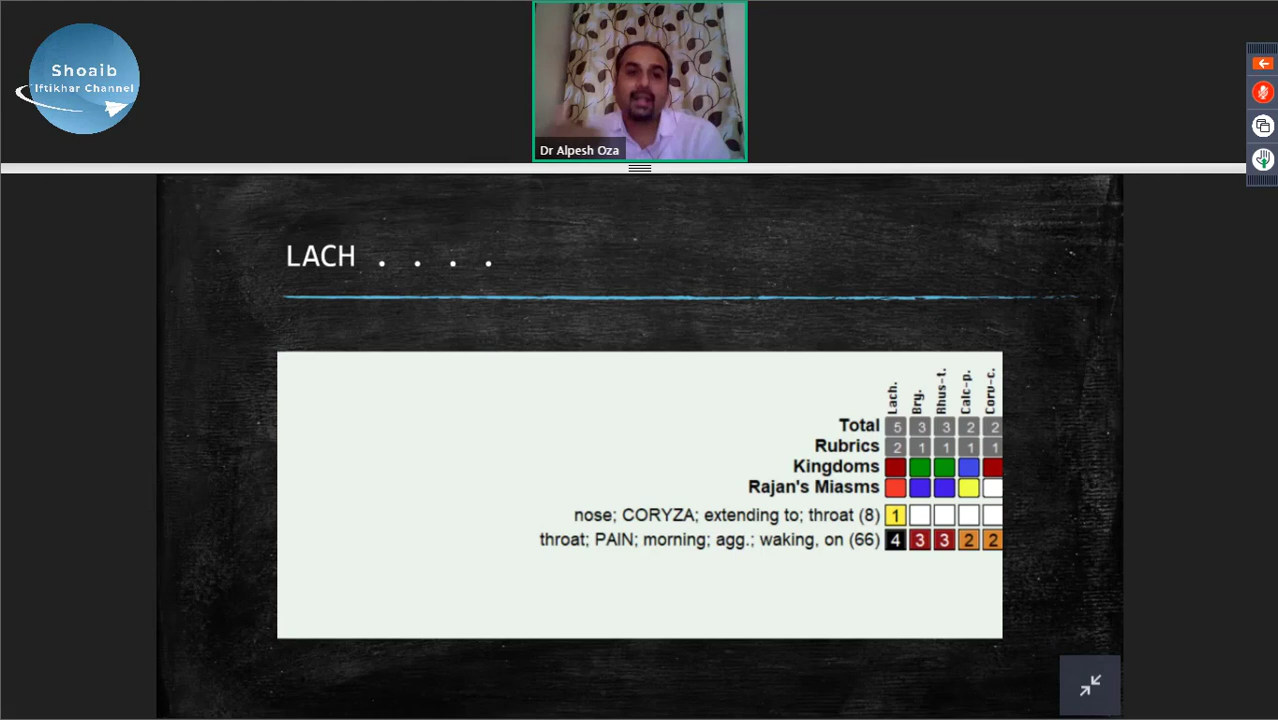 Shoaib
Iftikhar Channel
Dr Alpesh Oza
LACH . . . .
Lach. Bry. Rhus-t. Calc-p. Corv-c.
Total 5 3 3 2 2
Rubrics 2 1 1 1 1
Kingdoms
Rajan's Miasms
nose; CORYZA; extending to; throat (8) 1
throat; PAIN; morning; agg.; waking, on (66) 4 3 3 2 2